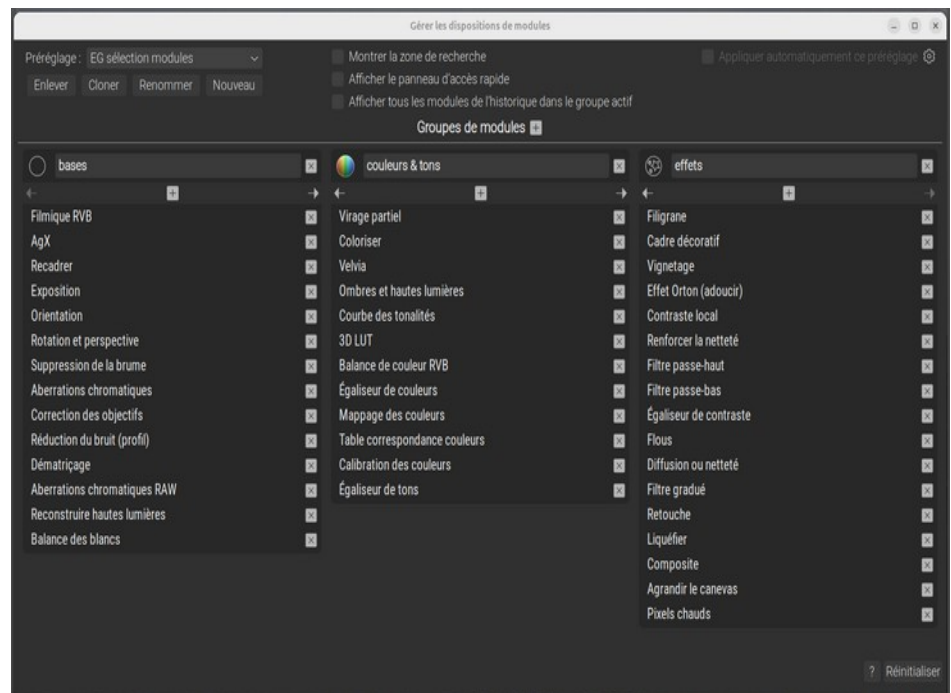 Gérer les dispositions de modules
Préréglage : EG sélection modules
Enlever Cloner Renommer Nouveau
Montrer la zone de recherche
Afficher le panneau d'accès rapide
Afficher tous les modules de l'historique dans le groupe actif
Appliquer automatiquement ce préréglage
Groupes de modules
bases
Filmique RVB
AgX
Recadrer
Exposition
Orientation
Rotation et perspective
Suppression de la brume
Aberrations chromatiques
Correction des objectifs
Réduction du bruit (profil)
Dématriçage
Aberrations chromatiques RAW
Reconstruire hautes lumières
Balance des blancs
couleurs & tons
Virage partiel
Coloriser
Velvia
Ombres et hautes lumières
Courbe des tonalités
3D LUT
Balance de couleur RVB
Égaliseur de couleurs
Mappage des couleurs
Table correspondance couleurs
Calibration des couleurs
Égaliseur de tons
effets
Filigrane
Cadre décoratif
Vignetage
Effet Orton (adoucir)
Contraste local
Renforcer la netteté
Filtre passe-haut
Filtre passe-bas
Égaliseur de contraste
Flous
Diffusion ou netteté
Filtre gradué
Retouche
Liquéfier
Composite
Agrandir le canevas
Pixels chauds
? Réinitialiser